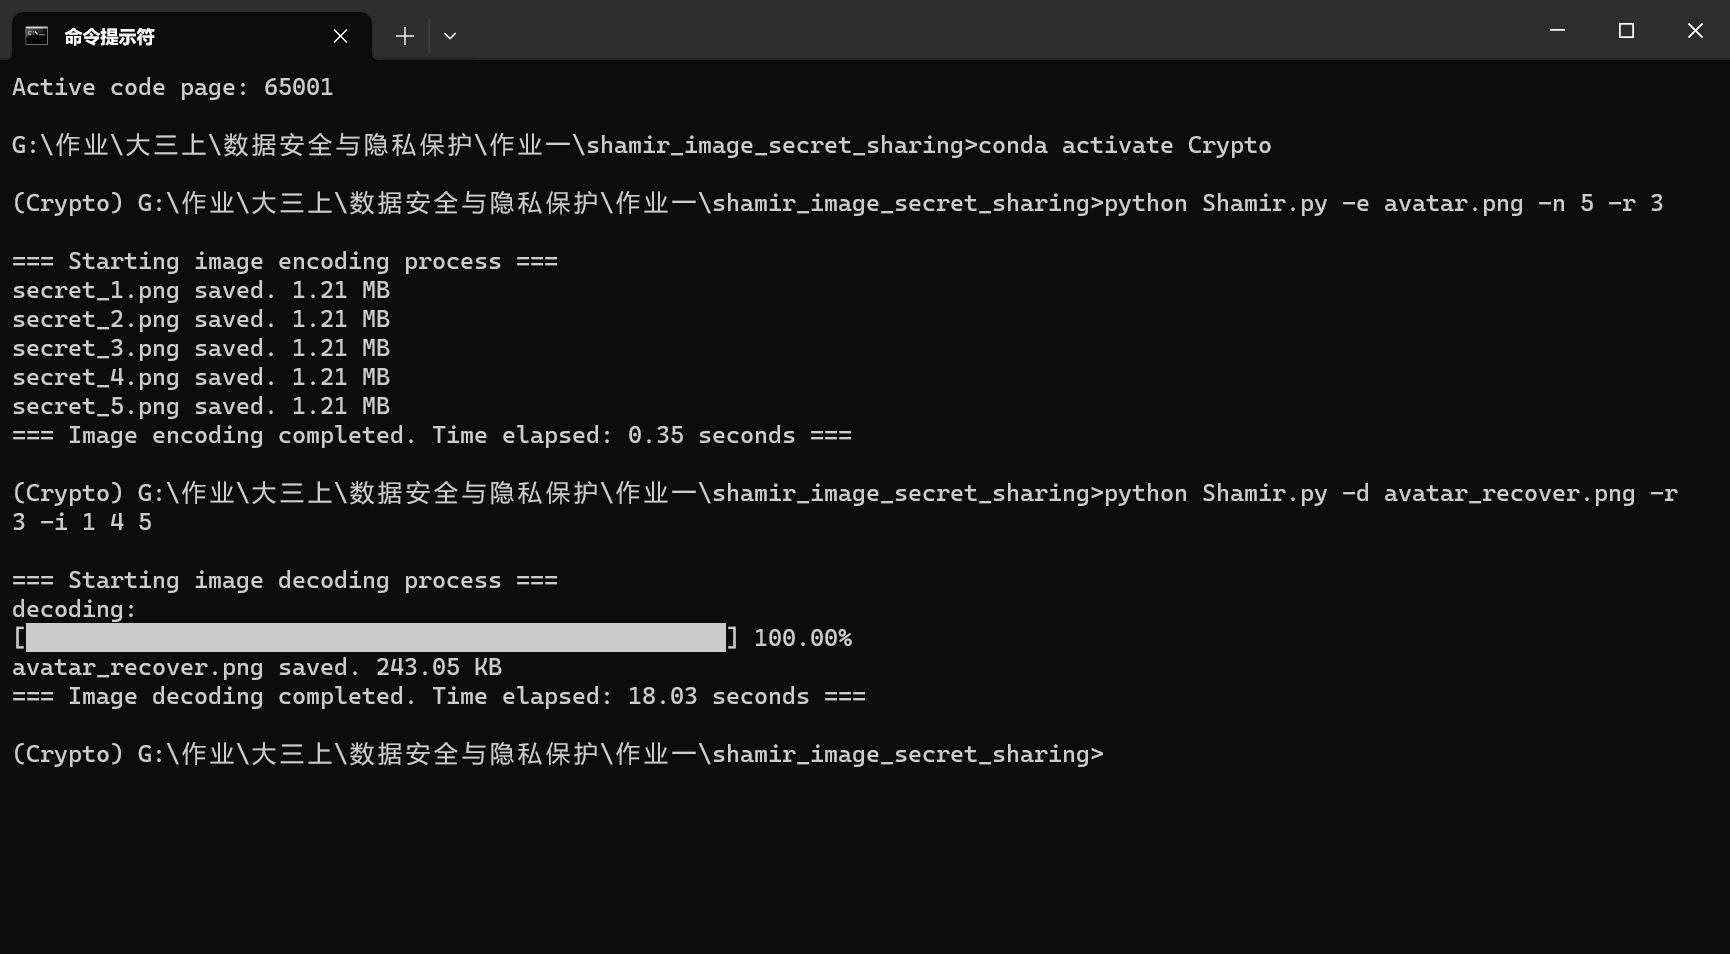 命令提示符
Active code page: 65001
G:\作业\大三上\数据安全与隐私保护\作业一\shamir_image_secret_sharing>conda activate Crypto
(Crypto) G:\作业\大三上\数据安全与隐私保护\作业一\shamir_image_secret_sharing>python Shamir.py -e avatar.png -n 5 -r 3
=== Starting image encoding process ===
secret_1.png saved. 1.21 MB
secret_2.png saved. 1.21 MB
secret_3.png saved. 1.21 MB
secret_4.png saved. 1.21 MB
secret_5.png saved. 1.21 MB
=== Image encoding completed. Time elapsed: 0.35 seconds ===
(Crypto) G:\作业\大三上\数据安全与隐私保护\作业一\shamir_image_secret_sharing>python Shamir.py -d avatar_recover.png -r
3 -i 1 4 5
=== Starting image decoding process ===
decoding:
[] 100.00%
avatar_recover.png saved. 243.05 KB
=== Image decoding completed. Time elapsed: 18.03 seconds ===
(Crypto) G:\作业\大三上\数据安全与隐私保护\作业一\shamir_image_secret_sharing>